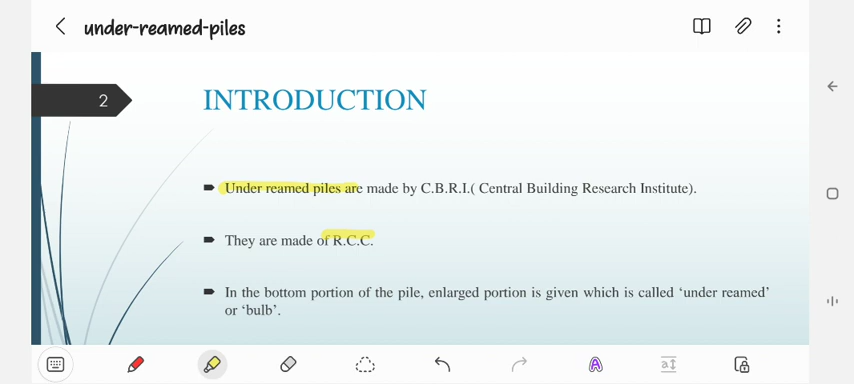 under-reamed-piles
2
INTRODUCTION
Under reamed piles are made by C.B.R.I.( Central Building Research Institute).
They are made of R.C.C.
In the bottom portion of the pile, enlarged portion is given which is called ‘under reamed’
or ‘bulb’.